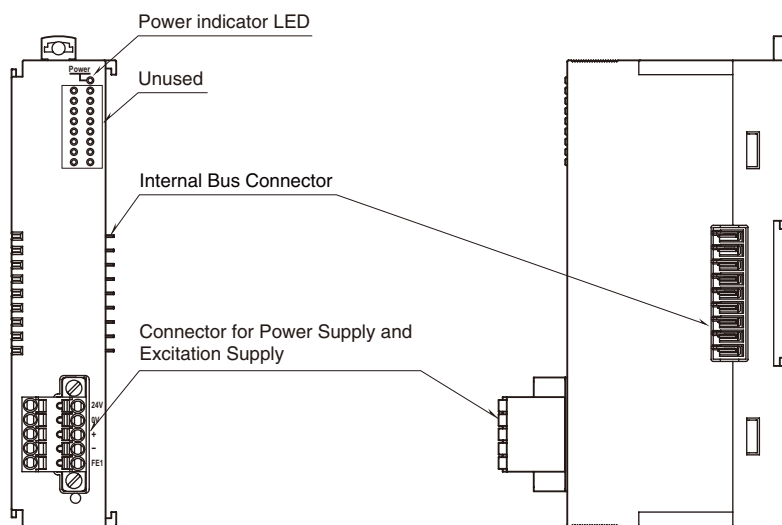 Power indicator LED
Power
Unused
Internal Bus Connector
Connector for Power Supply and
Excitation Supply
24V
0V
+
−
FE1